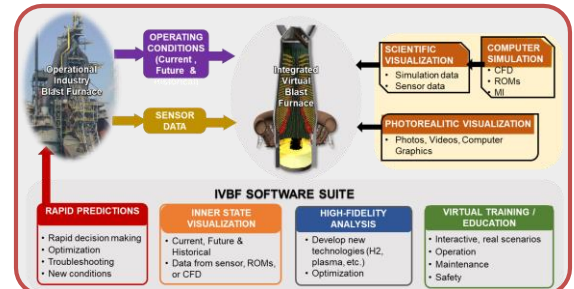 Operational
Industry
Blast Furnace
OPERATING
CONDITIONS
(Current ,
Future &
SENSOR
DATA
Integrated
Virtual
Blast
Furnace
SCIENTIFIC
VISUALIZATION
- Simulation data
- Sensor data
COMPUTER
SIMULATION
- CFD
- ROMs
- MI
PHOTOREALITIC VISUALIZATION
- Photos, Videos, Computer
Graphics
IVBF SOFTWARE SUITE
RAPID PREDICTIONS
• Rapid decision making
• Optimization
• Troubleshooting
• New conditions
INNER STATE
VISUALIZATION
• Current, Future &
Historical
• Data from sensor, ROMs,
or CFD
HIGH-FIDELITY
ANALYSIS
• Develop new
technologies (H2,
plasma, etc.)
• Optimization
VIRTUAL TRAINING /
EDUCATION
• Interactive, real scenarios
• Operation
• Maintenance
• Safety